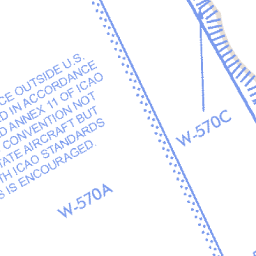 CE OUTSIDE U.S.
D IN ACCORDANCE
D ANNEX 11 OF ICAO
CONVENTION NOT
TATE AIRCRAFT BUT
TH ICAO STANDARDS
S IS ENCOURAGED.
W-570A
W-570C